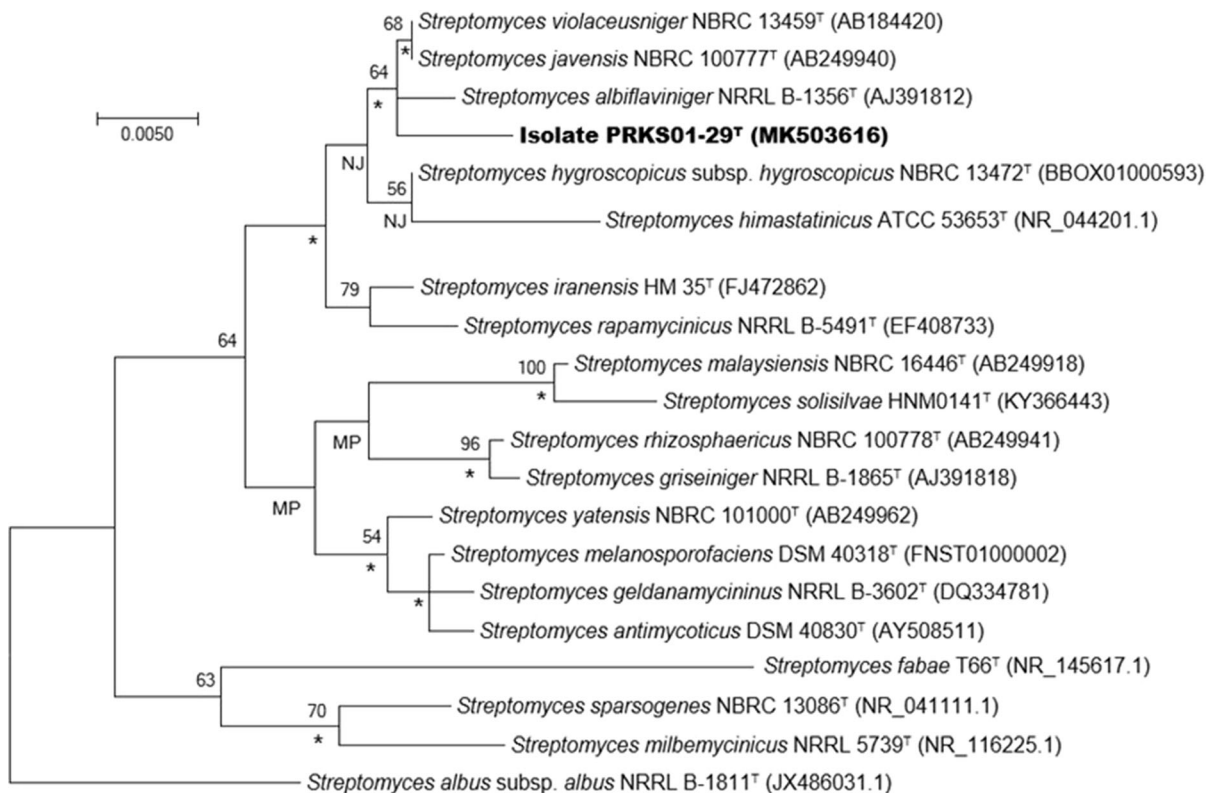 68
Streptomyces violaceusniger NBRC 13459ᵀ (AB184420)
*
Streptomyces javensis NBRC 100777ᵀ (AB249940)
64
*
Streptomyces albiflaviniger NRRL B-1356ᵀ (AJ391812)
0.0050
Isolate PRKS01-29ᵀ (MK503616)
NJ
Streptomyces hygroscopicus subsp. hygroscopicus NBRC 13472ᵀ (BBOX01000593)
56
NJ
Streptomyces himastatinicus ATCC 53653ᵀ (NR_044201.1)
*
79
Streptomyces iranensis HM 35ᵀ (FJ472862)
Streptomyces rapamycinicus NRRL B-5491ᵀ (EF408733)
64
100
Streptomyces malaysiensis NBRC 16446ᵀ (AB249918)
*
Streptomyces solisilvae HNM0141ᵀ (KY366443)
MP
96
Streptomyces rhizosphaericus NBRC 100778ᵀ (AB249941)
*
Streptomyces griseiniger NRRL B-1865ᵀ (AJ391818)
MP
Streptomyces yatensis NBRC 101000ᵀ (AB249962)
54
*
Streptomyces melanosporofaciens DSM 40318ᵀ (FNST01000002)
Streptomyces geldanamycininus NRRL B-3602ᵀ (DQ334781)
*
Streptomyces antimycoticus DSM 40830ᵀ (AY508511)
Streptomyces fabae T66ᵀ (NR_145617.1)
63
Streptomyces sparsogenes NBRC 13086ᵀ (NR_041111.1)
70
*
Streptomyces milbemycinicus NRRL 5739ᵀ (NR_116225.1)
Streptomyces albus subsp. albus NRRL B-1811ᵀ (JX486031.1)